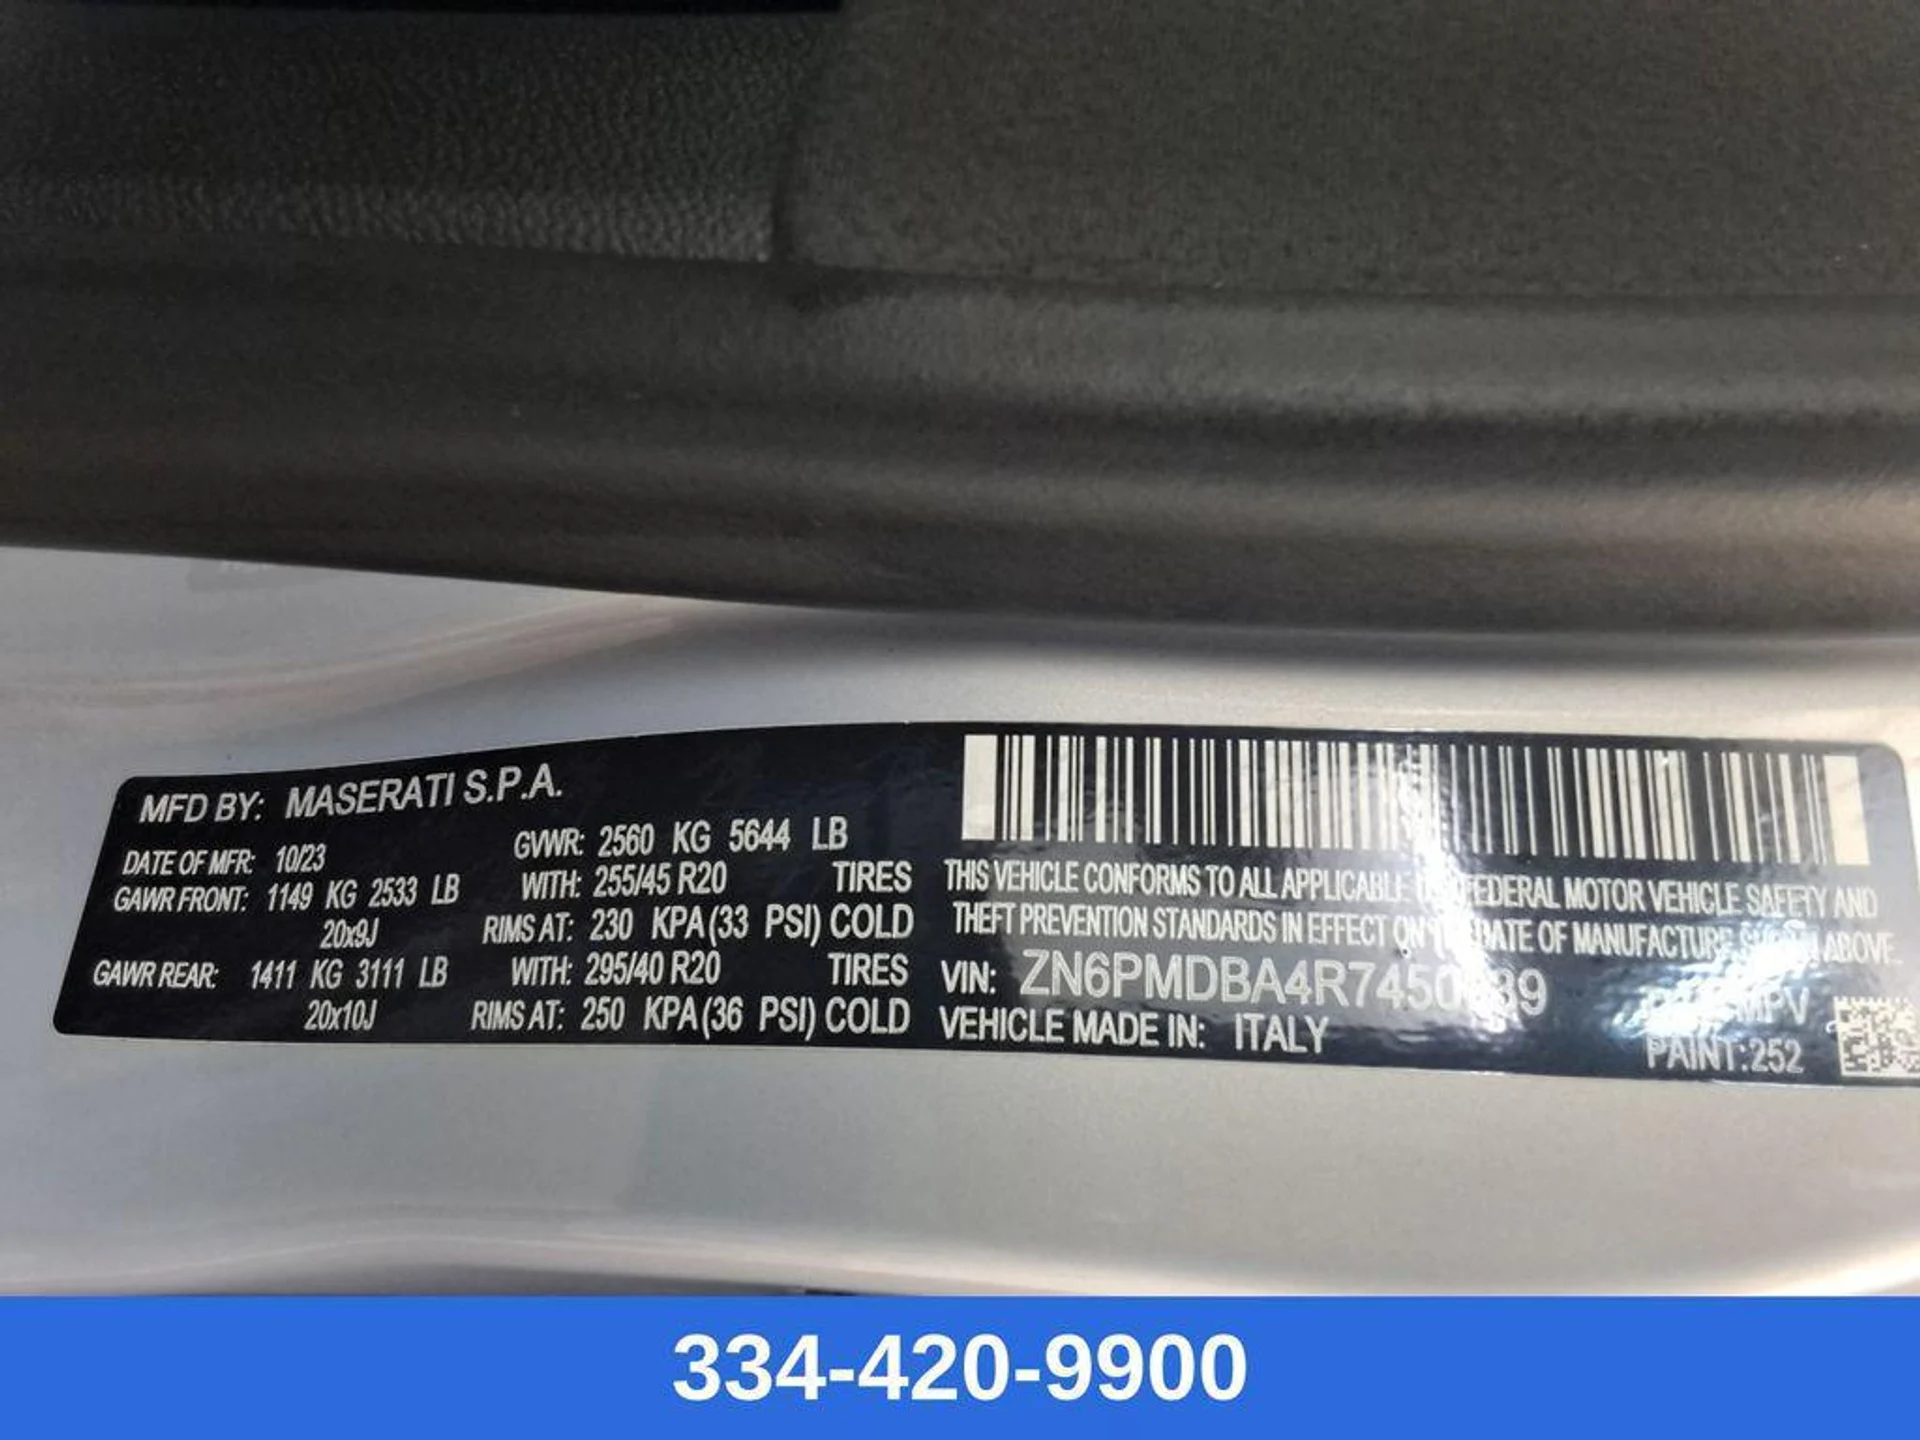 MFD BY: MASERATI S.P.A.
DATE OF MFR: 10/23
GVWR: 2560 KG 5644 LB
GAWR FRONT: 1149 KG 2533 LB WITH: 255/45 R20 TIRES
20x9J RIMS AT: 230 KPA (33 PSI) COLD
GAWR REAR: 1411 KG 3111 LB WITH: 295/40 R20 TIRES
20x10J RIMS AT: 250 KPA (36 PSI) COLD
THIS VEHICLE CONFORMS TO ALL APPLICABLE FEDERAL MOTOR VEHICLE SAFETY AND
THEFT PREVENTION STANDARDS IN EFFECT ON DATE OF MANUFACTURE SHOWN ABOVE.
VIN:
VEHICLE MADE IN: ITALY
MPV
PAINT:252
334-420-9900